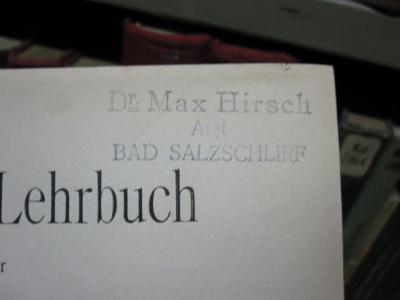 Dr. Max Hirsch
Arzt
BAD SALZSCHLIRF
Lehrbuch
r